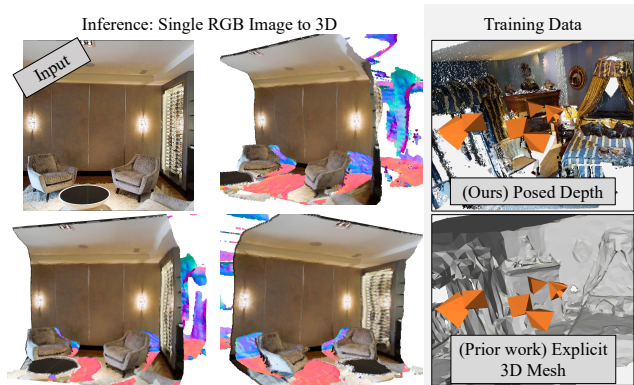 Inference: Single RGB Image to 3D
Training Data
Input
(Ours) Posed Depth
(Prior work) Explicit
3D Mesh